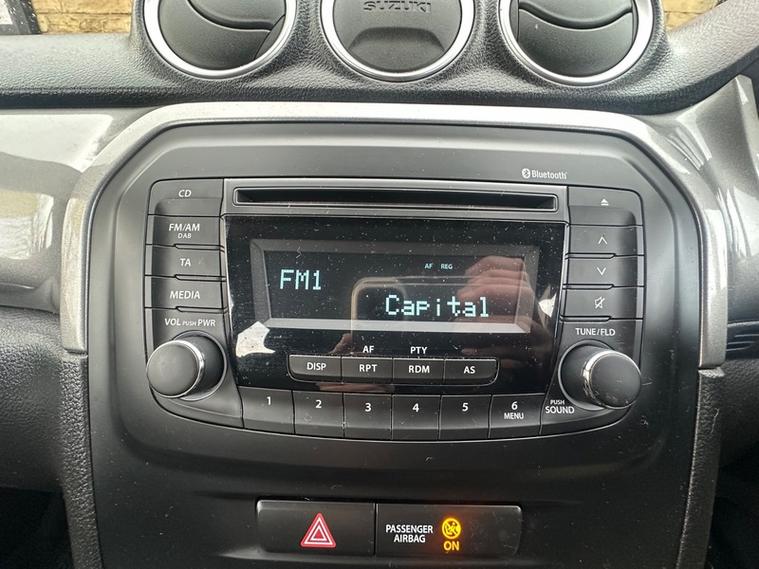 SUZUKI
Bluetooth
CD
FM/AM
DAB
TA
MEDIA
VOL PUSH PWR
AF REG
FM1
Capital
TUNE/FLD
AF PTY
DISP RPT RDM AS
1 2 3 4 5 6
MENU
PUSH
SOUND
PASSENGER
AIRBAG
ON